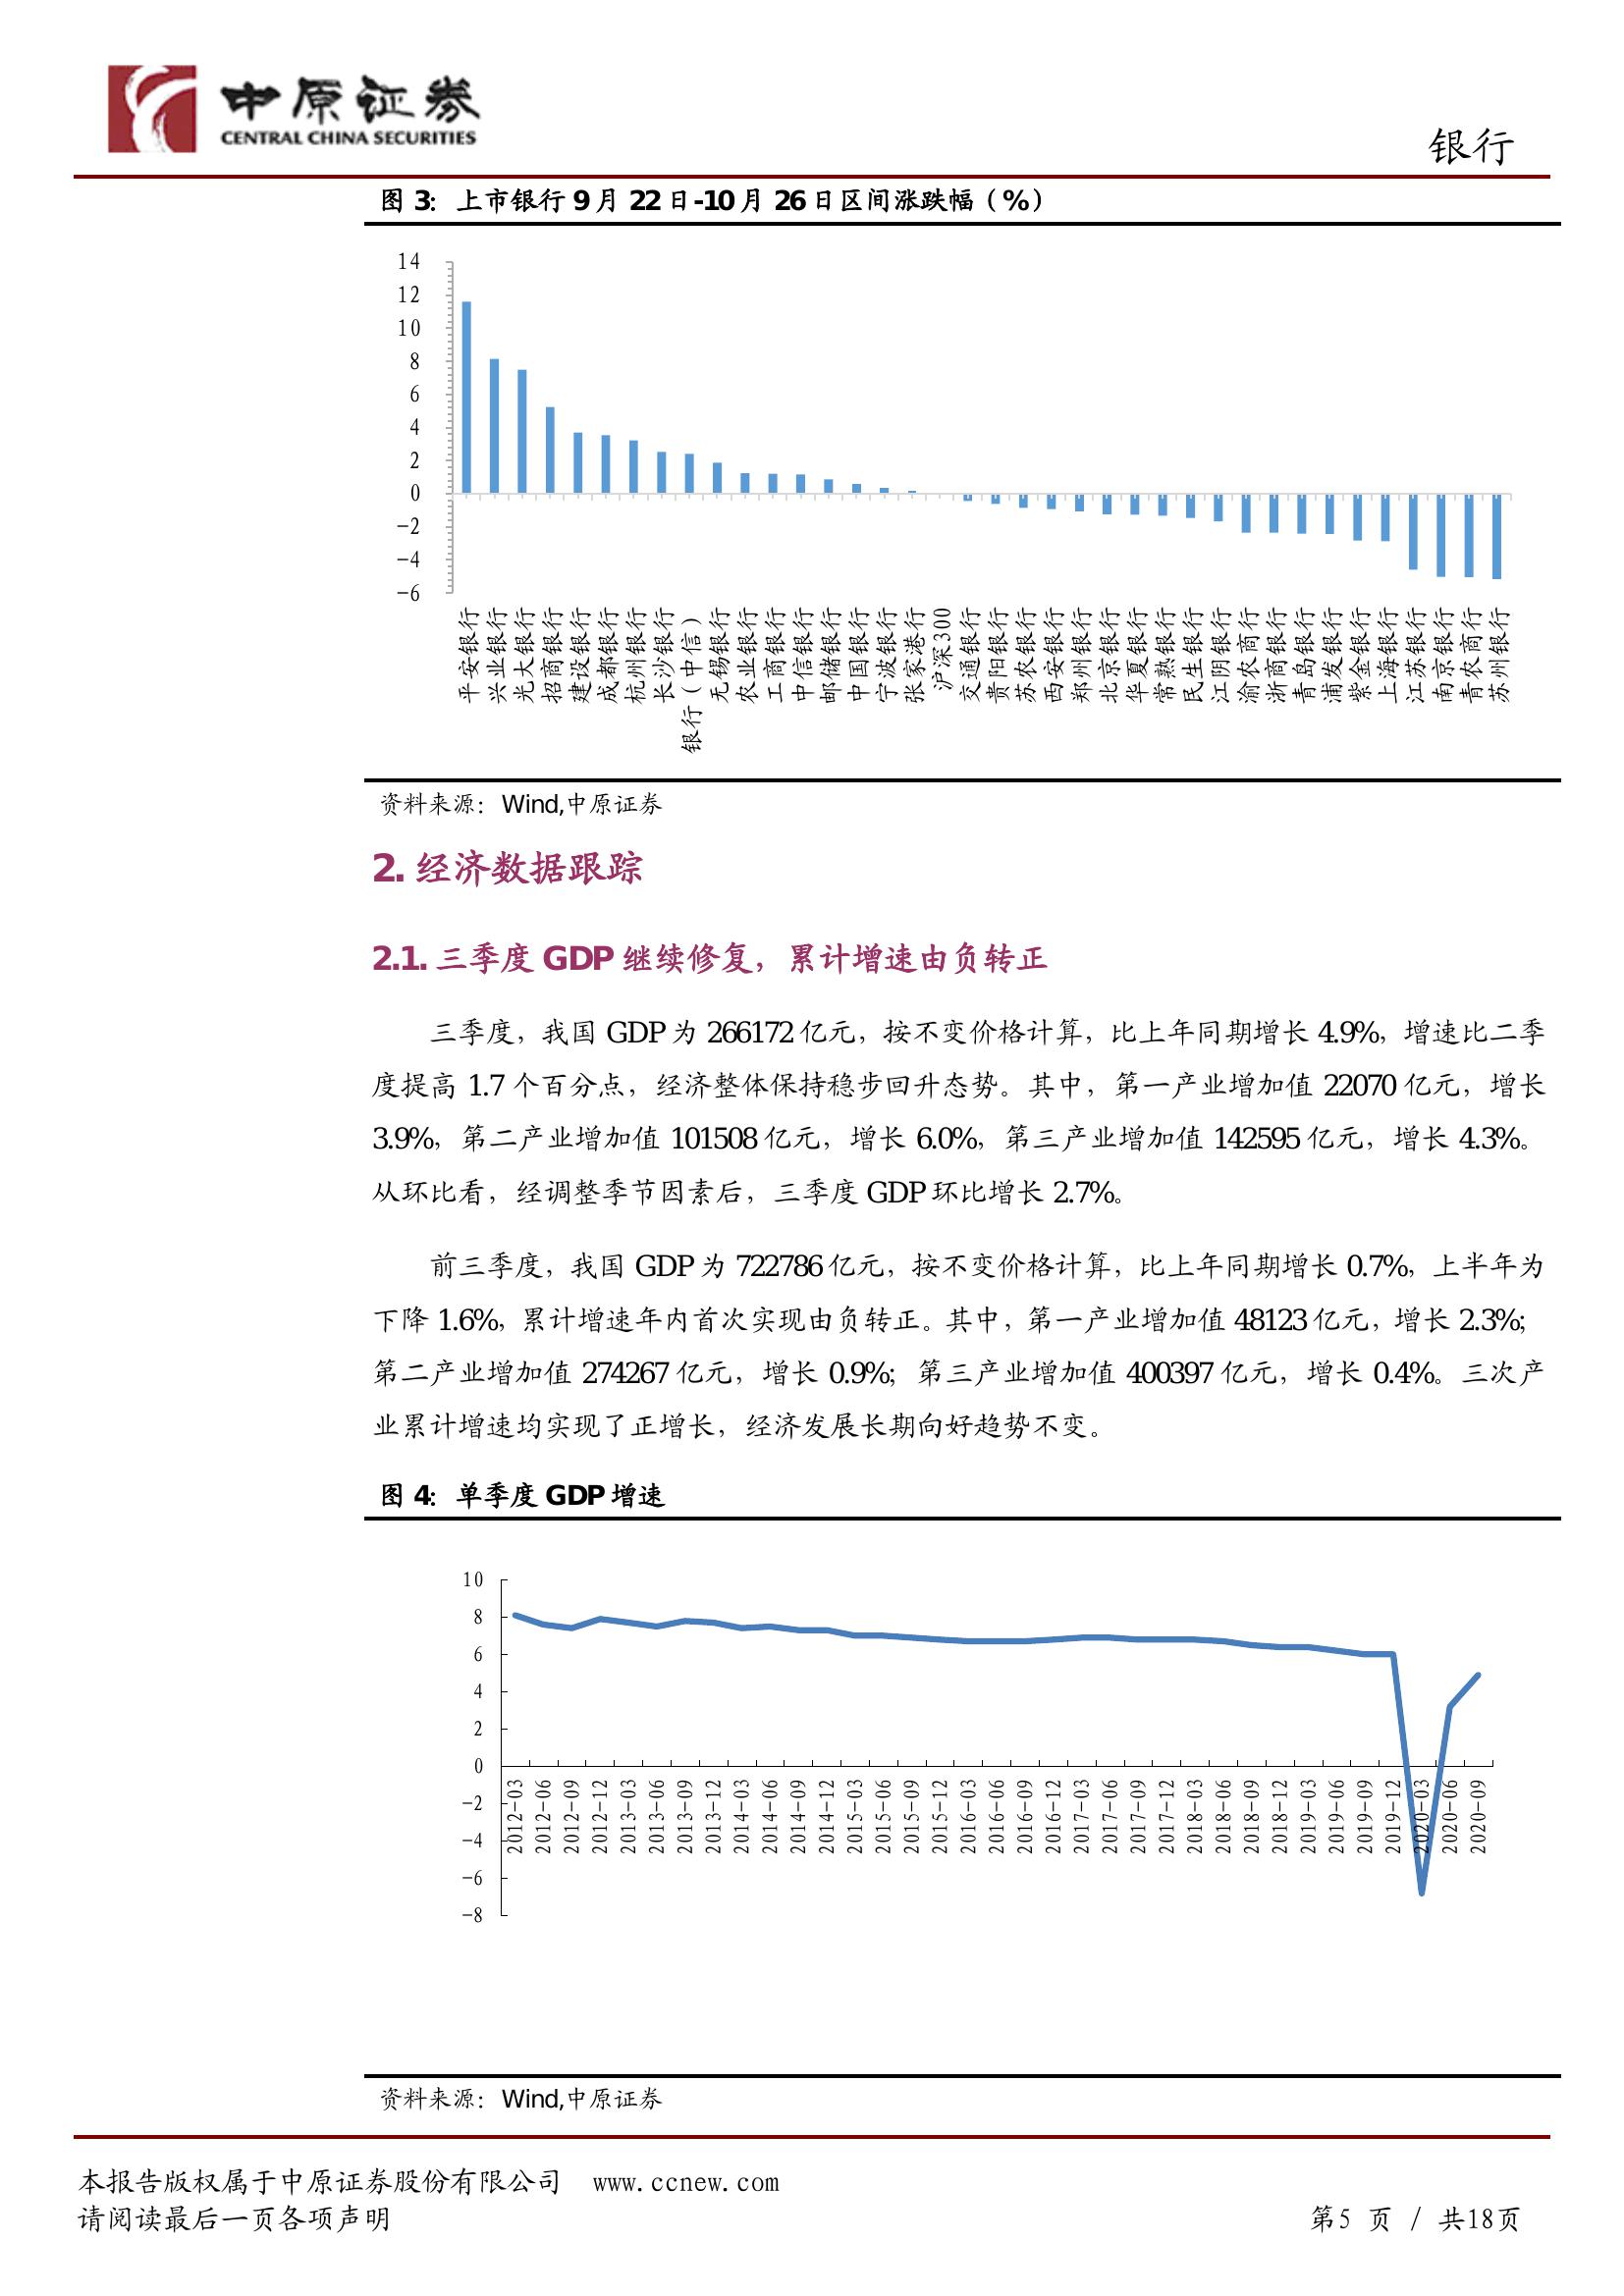 中原证券
CENTRAL CHINA SECURITIES
银行
图 3：上市银行 9 月 22 日-10 月 26 日区间涨跌幅（%）
14
12
10
8
6
4
2
0
-2
-4
-6
平安银行
兴业银行
光大银行
招商银行
建设银行
成都银行
杭州银行
长沙银行
银行（中信）
无锡银行
农业银行
工商银行
中信银行
邮储银行
中国银行
宁波银行
张家港行
沪深300
交通银行
贵阳银行
苏农银行
西安银行
郑州银行
北京银行
华夏银行
常熟银行
民生银行
江阴银行
渝农商行
浙商银行
青岛银行
浦发银行
紫金银行
上海银行
江苏银行
南京银行
青农商行
苏州银行
资料来源：Wind,中原证券
2. 经济数据跟踪
2.1. 三季度 GDP 继续修复，累计增速由负转正
三季度，我国 GDP 为 266172 亿元，按不变价格计算，比上年同期增长 4.9%，增速比二季
度提高 1.7 个百分点，经济整体保持稳步回升态势。其中，第一产业增加值 22070 亿元，增长
3.9%，第二产业增加值 101508 亿元，增长 6.0%，第三产业增加值 142595 亿元，增长 4.3%。
从环比看，经调整季节因素后，三季度 GDP 环比增长 2.7%。
前三季度，我国 GDP 为 722786 亿元，按不变价格计算，比上年同期增长 0.7%，上半年为
下降 1.6%，累计增速年内首次实现由负转正。其中，第一产业增加值 48123 亿元，增长 2.3%；
第二产业增加值 274267 亿元，增长 0.9%；第三产业增加值 400397 亿元，增长 0.4%。三次产
业累计增速均实现了正增长，经济发展长期向好趋势不变。
图 4：单季度 GDP 增速
10
8
6
4
2
0
-2
-4
-6
-8
2012-03
2012-06
2012-09
2012-12
2013-03
2013-06
2013-09
2013-12
2014-03
2014-06
2014-09
2014-12
2015-03
2015-06
2015-09
2015-12
2016-03
2016-06
2016-09
2016-12
2017-03
2017-06
2017-09
2017-12
2018-03
2018-06
2018-09
2018-12
2019-03
2019-06
2019-09
2019-12
2020-03
2020-06
2020-09
资料来源：Wind,中原证券
本报告版权属于中原证券股份有限公司 www.ccnew.com
请阅读最后一页各项声明
第5 页 / 共18页